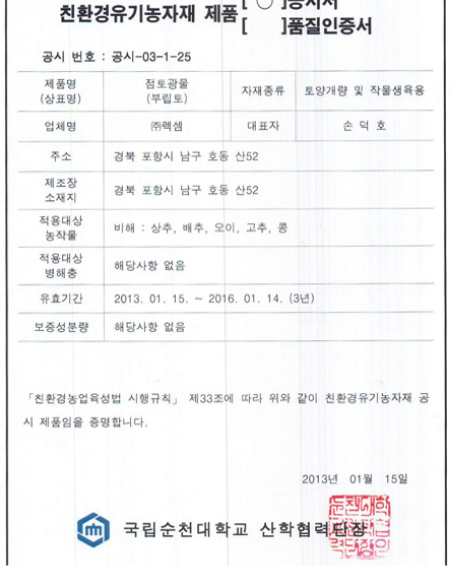 친환경유기농자재 제품 [ ○ ]공시서
[ ]품질인증서
공시 번호 : 공시-03-1-25
제품명 (상표명) 점토광물 (부립토) 자재종류 토양개량 및 작물생육용
업체명 ㈜렉셈 대표자 손 덕 호
주소 경북 포항시 남구 호동 산52
제조장 소재지 경북 포항시 남구 호동 산52
적용대상 농작물 비해 : 상추, 배추, 오이, 고추, 콩
적용대상 병해충 해당사항 없음
유효기간 2013. 01. 15. ~ 2016. 01. 14. (3년)
보증성분량 해당사항 없음
「친환경농업육성법 시행규칙」 제33조에 따라 위와 같이 친환경유기농자재 공
시 제품임을 증명합니다.
2013년 01월 15일
국립순천대학교 산학협력단장